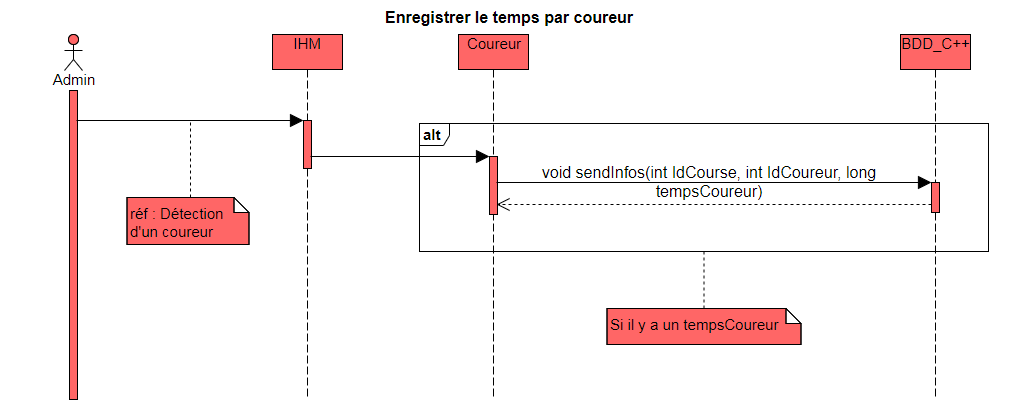 Enregistrer le temps par coureur
Admin
IHM
Coureur
BDD_C++
alt
void sendInfos(int IdCourse, int IdCoureur, long
tempsCoureur)
réf : Détection
d'un coureur
Si il y a un tempsCoureur